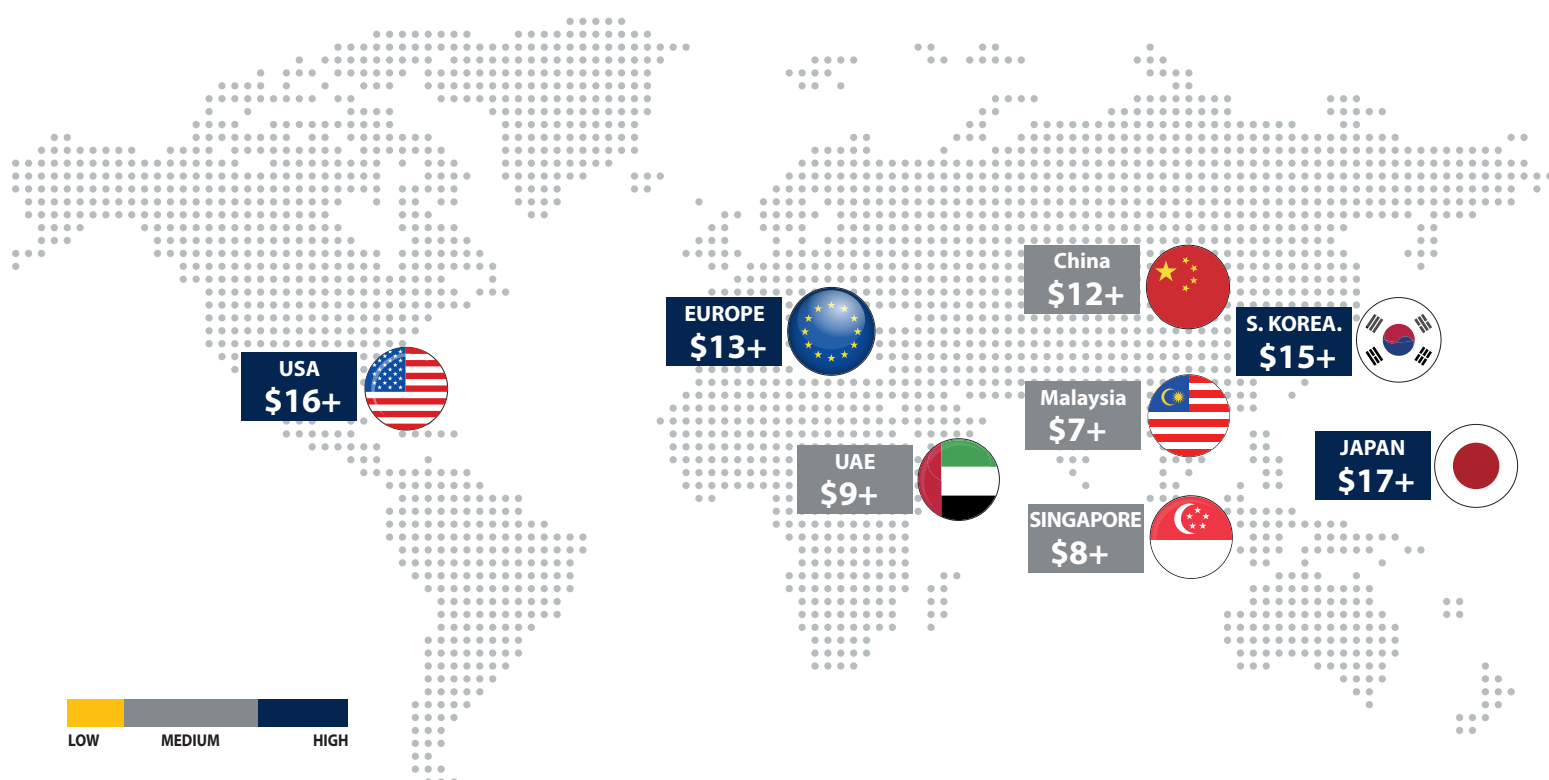 China
$12+
EUROPE
$13+
S. KOREA.
$15+
USA
$16+
Malaysia
$7+
JAPAN
$17+
UAE
$9+
SINGAPORE
$8+
LOW MEDIUM HIGH